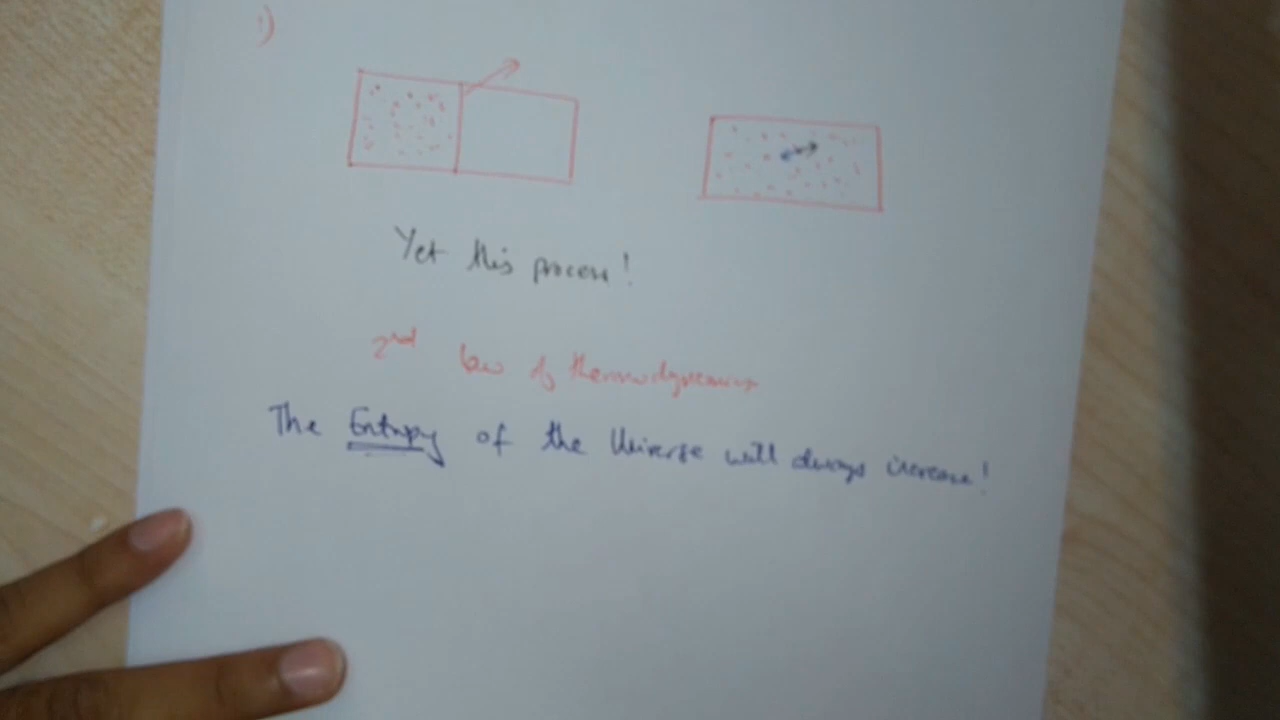 1)
Yet this process!
2nd law of thermodynamics
The Entropy of the Universe will always increase!